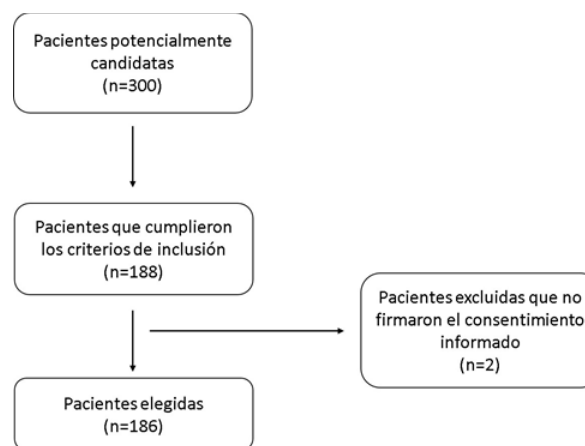 Pacientes potencialmente
candidatas
(n=300)
Pacientes que cumplieron
los criterios de inclusión
(n=188)
Pacientes excluidas que no
firmaron el consentimiento
informado
(n=2)
Pacientes elegidas
(n=186)